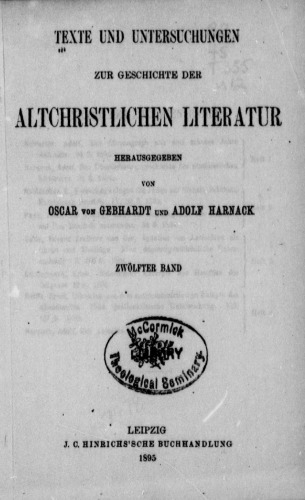 TEXTE UND UNTERSUCHUNGEN
ZUR GESCHICHTE DER
ALTCHRISTLICHEN LITERATUR
HERAUSGEGEBEN
VON
OSCAR VON GEBHARDT UND ADOLF HARNACK
ZWÖLFTER BAND
McCormick
LIBRARY
Theological Seminary
LEIPZIG
J. C. HINRICHS'SCHE BUCHHANDLUNG
1895